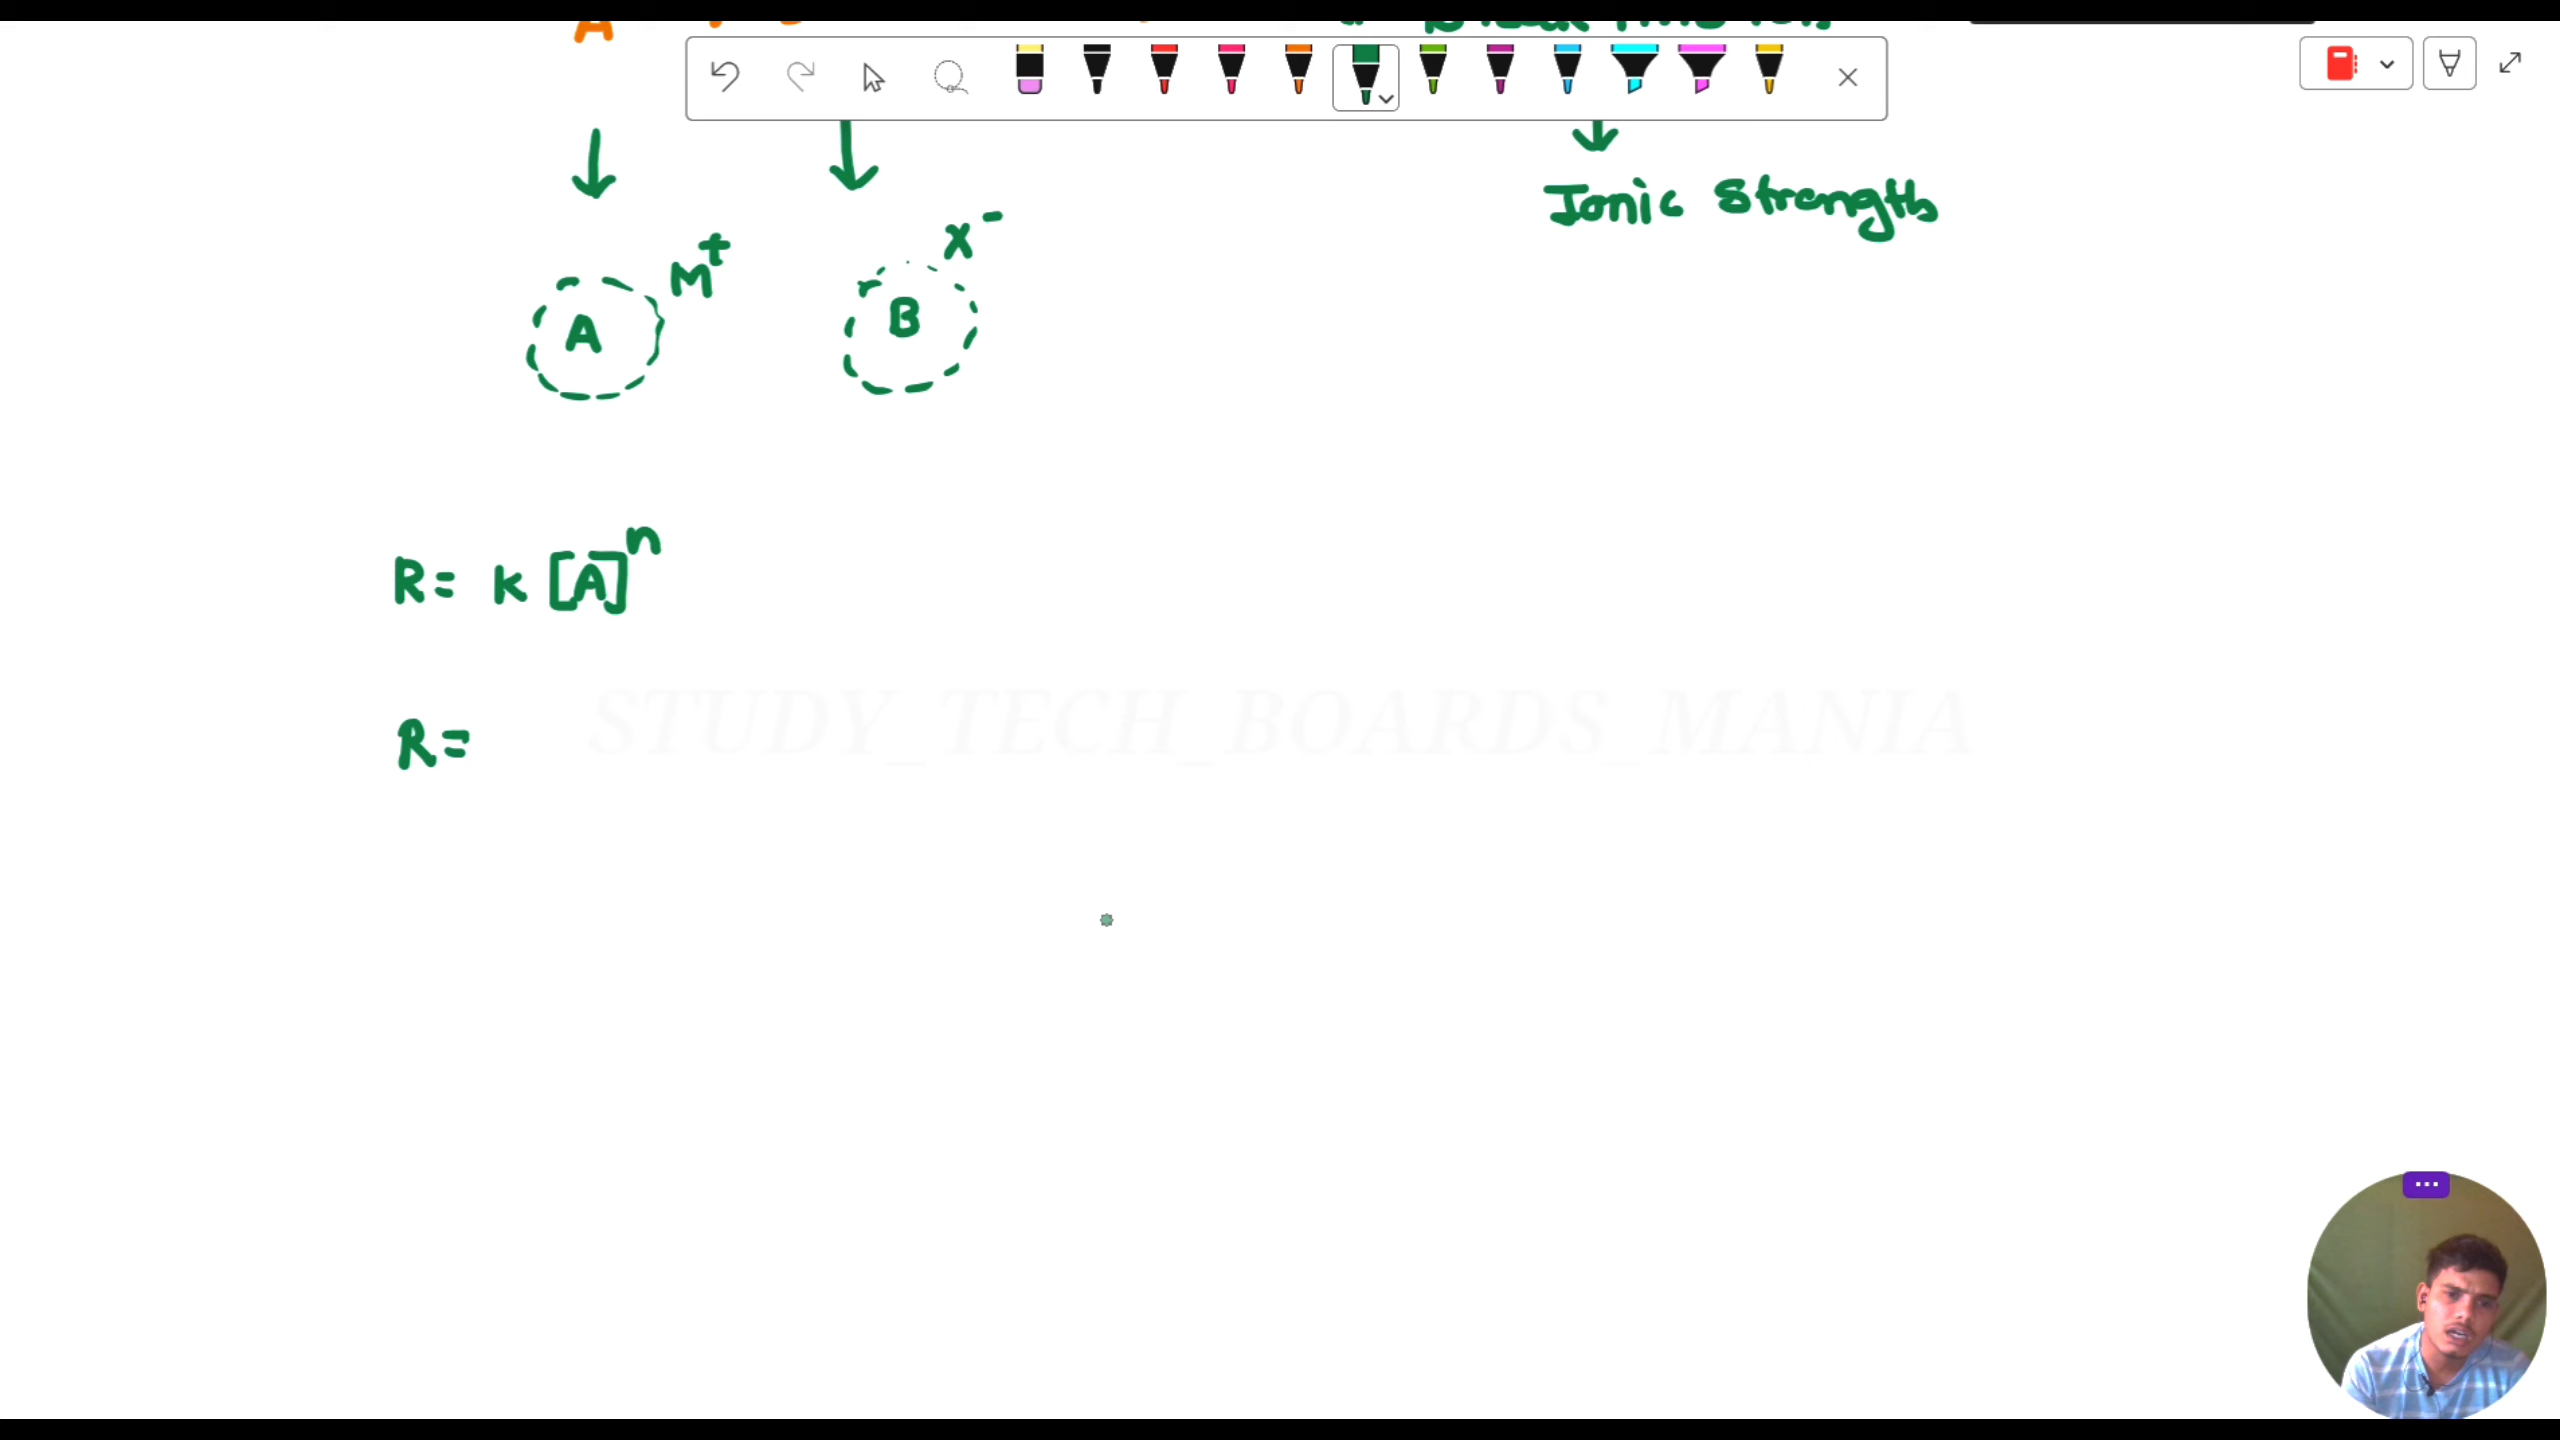 A
Ionic Strength
M+ X-
A B
R= k [A]^n
R=
STUDY_TECH_BOARDS_MANIA